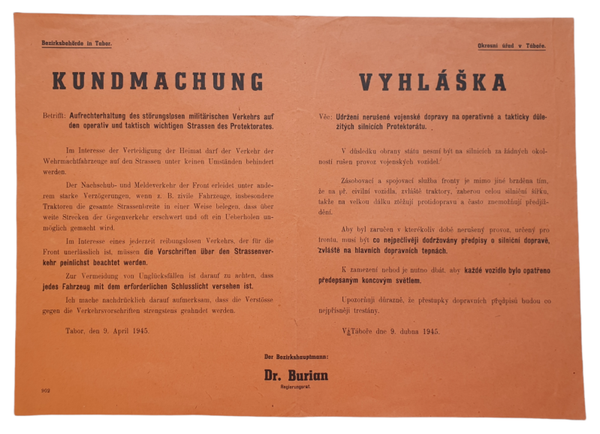 Bezirksbehörde in Tabor.
KUNDMACHUNG
Betrifft: Aufrechterhaltung des störungslosen militärischen Verkehrs auf
den operativ und taktisch wichtigen Strassen des Protektorates.
Im Interesse der Verteidigung der Heimat darf der Verkehr der
Wehrmachtfahrzeuge auf den Strassen unter keinen Umständen behindert
werden.
Der Nachschub- und Meldeverkehr der Front erleidet unter ande-
rem starke Verzögerungen, wenn z. B. zivile Fahrzeuge, insbesondere
Traktoren die gesamte Strassenbreite in einer Weise belegen, dass über
weite Strecken der Gegenverkehr erschwert und oft ein Ueberholen un-
möglich gemacht wird.
Im Interesse eines jederzeit reibungslosen Verkehrs, der für die
Front unerlässlich ist, müssen die Vorschriften über den Strassenver-
kehr peinlichst beachtet werden.
Zur Vermeidung von Unglücksfällen ist darauf zu achten, dass
jedes Fahrzeug mit dem erforderlichen Schlusslicht versehen ist.
Ich mache nachdrücklich darauf aufmerksam, dass die Verstösse
gegen die Verkehrsvorschriften strengstens geahndet werden.
Tabor, den 9. April 1945.
Okresní úřad v Táboře.
VYHLÁŠKA
Věc: Udržení nerušené vojenské dopravy na operativně a takticky důle-
žitých silnicích Protektorátu.
V důsledku obrany státu nesmí být na silnicích za žádných okol-
ností rušen provoz vojenských vozidel.
Zásobovací a spojovací služba fronty je mimo jiné brzděna tím,
že na př. civilní vozidla, zvláště traktory, zaberou celou silniční šířku,
takže na velkou dálku stěžují protidopravu a často znemožňují předjíž-
dění.
Aby byl zaručen v kterékoliv době nerušený provoz, určený pro
frontu, musí být co nejpečlivěji dodržovány předpisy o silniční dopravě,
zvláště na hlavních dopravních tepnách.
K zamezení nehod je nutno dbát, aby každé vozidlo bylo opatřeno
předepsaným koncovým světlem.
Upozorňuji důrazně, že přestupky dopravních předpisů budou co
nejpřísněji trestány.
V Táboře dne 9. dubna 1945.
Der Bezirkshauptmann:
Dr. Burian
Regierungsrat.